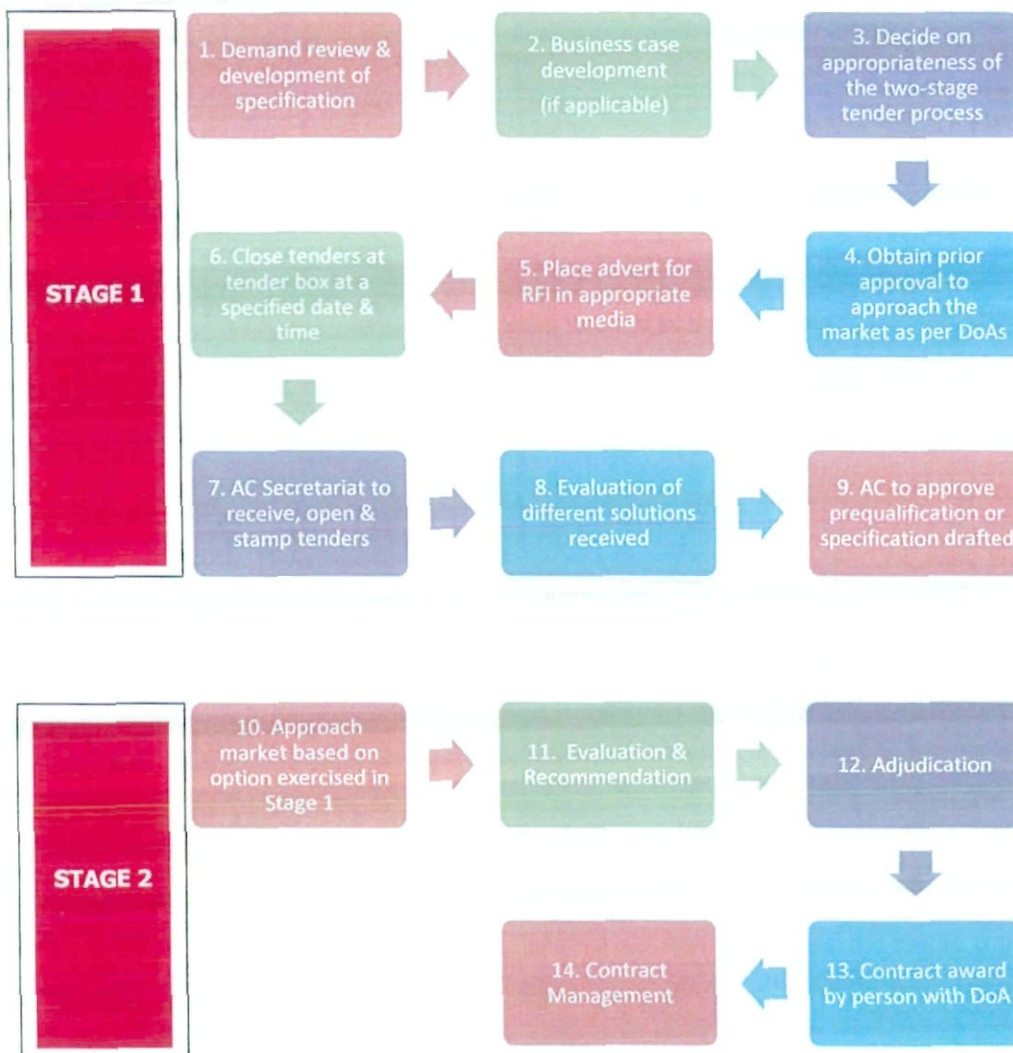 STAGE 1
1. Demand review &
development of
specification
2. Business case
development
(if applicable)
3. Decide on
appropriateness of
the two-stage
tender process
4. Obtain prior
approval to
approach the
market as per DoAs
5. Place advert for
RFI in appropriate
media
6. Close tenders at
tender box at a
specified date &
time
7. AC Secretariat to
receive, open &
stamp tenders
8. Evaluation of
different solutions
received
9. AC to approve
prequalification or
specification drafted
STAGE 2
10. Approach
market based on
option exercised in
Stage 1
11. Evaluation &
Recommendation
12. Adjudication
13. Contract award
by person with DoA
14. Contract
Management